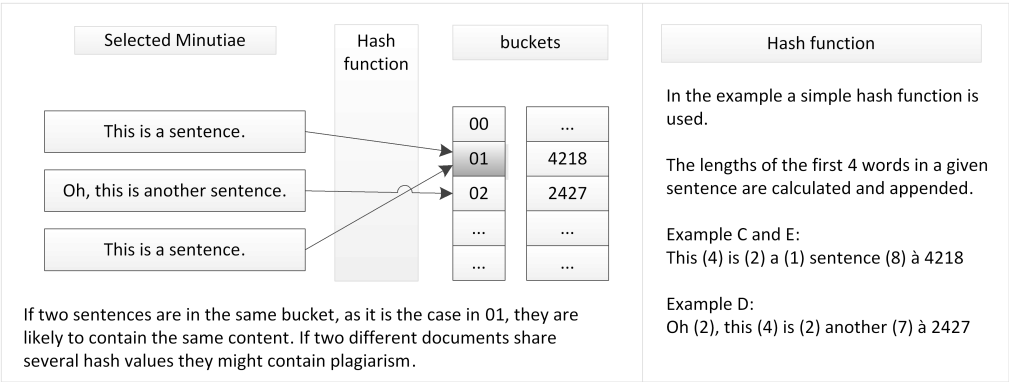 Selected Minutiae
Hash
function
buckets
This is a sentence.
Oh, this is another sentence.
This is a sentence.
00
...
01
4218
02
2427
...
...
...
...
If two sentences are in the same bucket, as it is the case in 01, they are
likely to contain the same content. If two different documents share
several hash values they might contain plagiarism.
Hash function
In the example a simple hash function is
used.
The lengths of the first 4 words in a given
sentence are calculated and appended.
Example C and E:
This (4) is (2) a (1) sentence (8) à 4218
Example D:
Oh (2), this (4) is (2) another (7) à 2427